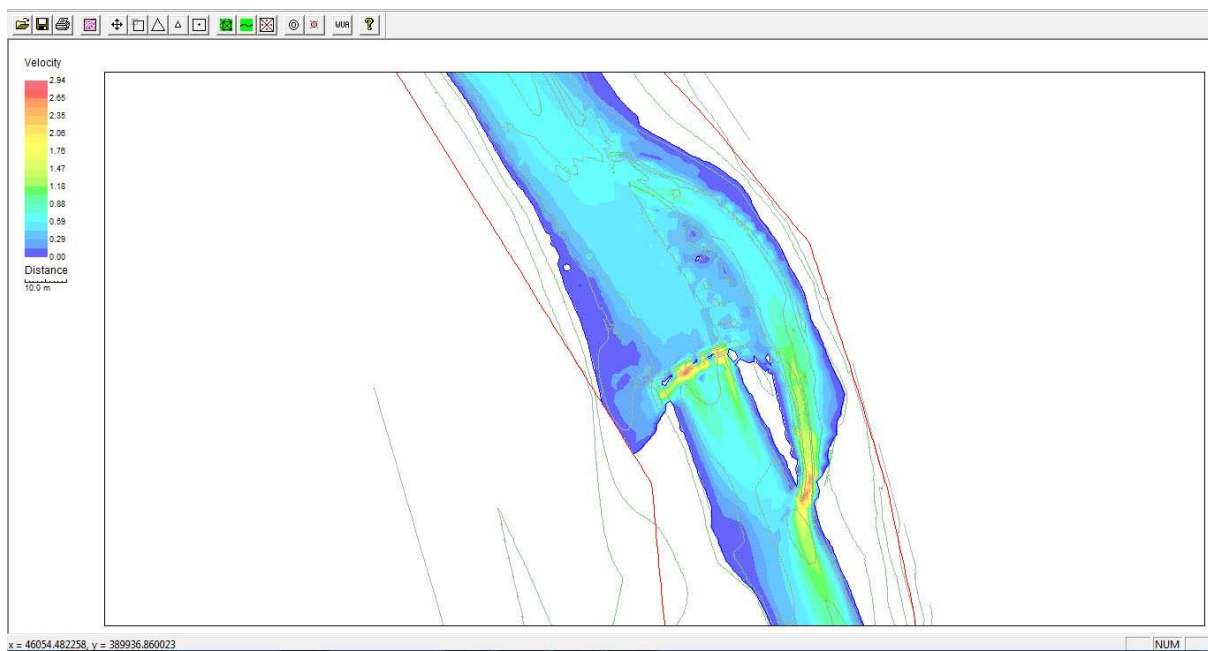 WUA
?
Velocity
2.94
2.65
2.35
2.06
1.76
1.47
1.18
0.88
0.59
0.29
0.00
Distance
10.0 m
x = 46054.482258, y = 389936.860023
NUM